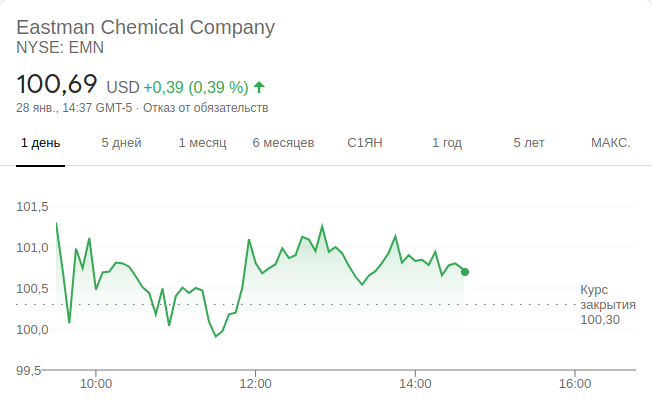 Eastman Chemical Company
NYSE: EMN
100,69 USD +0,39 (0,39 %)
28 янв., 14:37 GMT-5 · Отказ от обязательств
1 день 5 дней 1 месяц 6 месяцев С1ЯН 1 год 5 лет МАКС.
101,5
101,0
100,5
Курс
закрытия
100,30
100,0
99,5
10:00 12:00 14:00 16:00